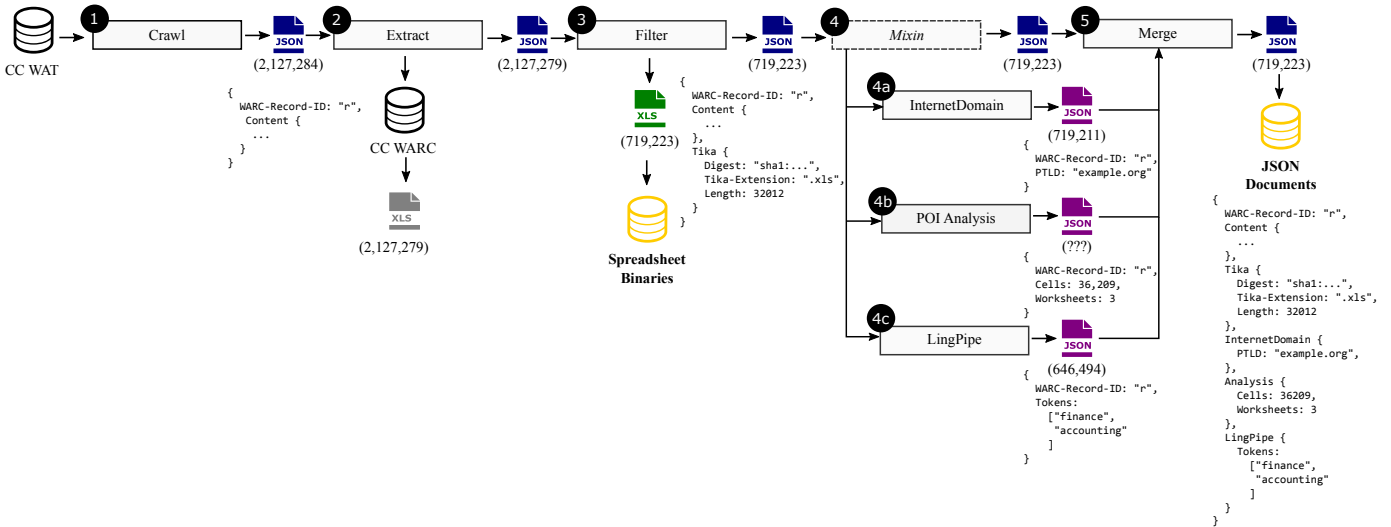 CC WAT
1
Crawl
JSON
(2,127,284)
{
WARC-Record-ID: "r",
Content {
...
}
}
2
Extract
CC WARC
XLS
(2,127,279)
JSON
(2,127,279)
3
Filter
XLS
(719,223)
Spreadsheet
Binaries
JSON
(719,223)
{
WARC-Record-ID: "r",
Content {
...
},
Tika {
Digest: "sha1:...",
Tika-Extension: ".xls",
Length: 32012
}
}
4
Mixin
JSON
(719,223)
4a
InternetDomain
JSON
(719,211)
{
WARC-Record-ID: "r",
PTLD: "example.org"
}
4b
POI Analysis
JSON
(???)
{
WARC-Record-ID: "r",
Cells: 36,209,
Worksheets: 3
}
4c
LingPipe
JSON
(646,494)
{
WARC-Record-ID: "r",
Tokens:
["finance",
"accounting"
]
}
5
Merge
JSON
(719,223)
JSON
Documents
{
WARC-Record-ID: "r",
Content {
...
},
Tika {
Digest: "sha1:...",
Tika-Extension: ".xls",
Length: 32012
},
InternetDomain {
PTLD: "example.org",
},
Analysis {
Cells: 36209,
Worksheets: 3
},
LingPipe {
Tokens:
["finance",
"accounting"
]
}
}